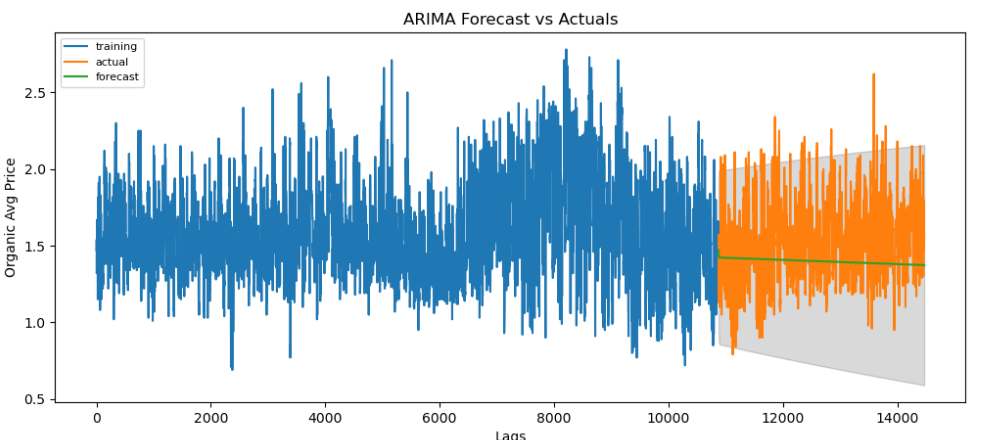 ARIMA Forecast vs Actuals
training
actual
forecast
Organic Avg Price
2.5
2.0
1.5
1.0
0.5
0 2000 4000 6000 8000 10000 12000 14000
Lags